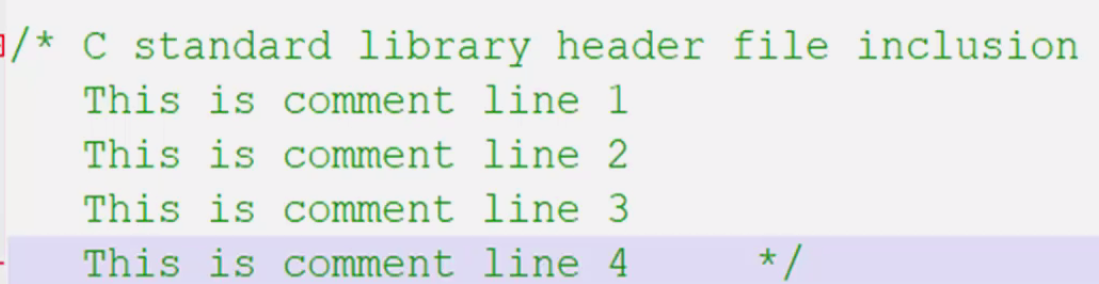 /* C standard library header file inclusion
   This is comment line 1
   This is comment line 2
   This is comment line 3
   This is comment line 4     */